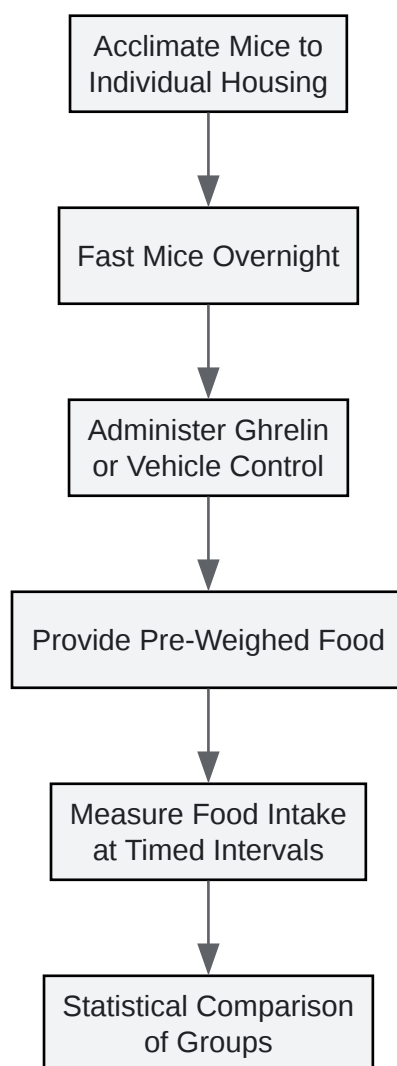 Acclimate Mice to
Individual Housing
Fast Mice Overnight
Administer Ghrelin
or Vehicle Control
Provide Pre-Weighed Food
Measure Food Intake
at Timed Intervals
Statistical Comparison
of Groups